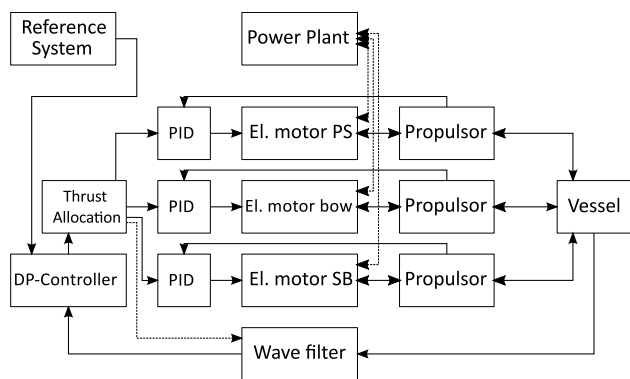 Reference
System
Power Plant
PID
El. motor PS
Propulsor
Thrust
Allocation
PID
El. motor bow
Propulsor
Vessel
DP-Controller
PID
El. motor SB
Propulsor
Wave filter